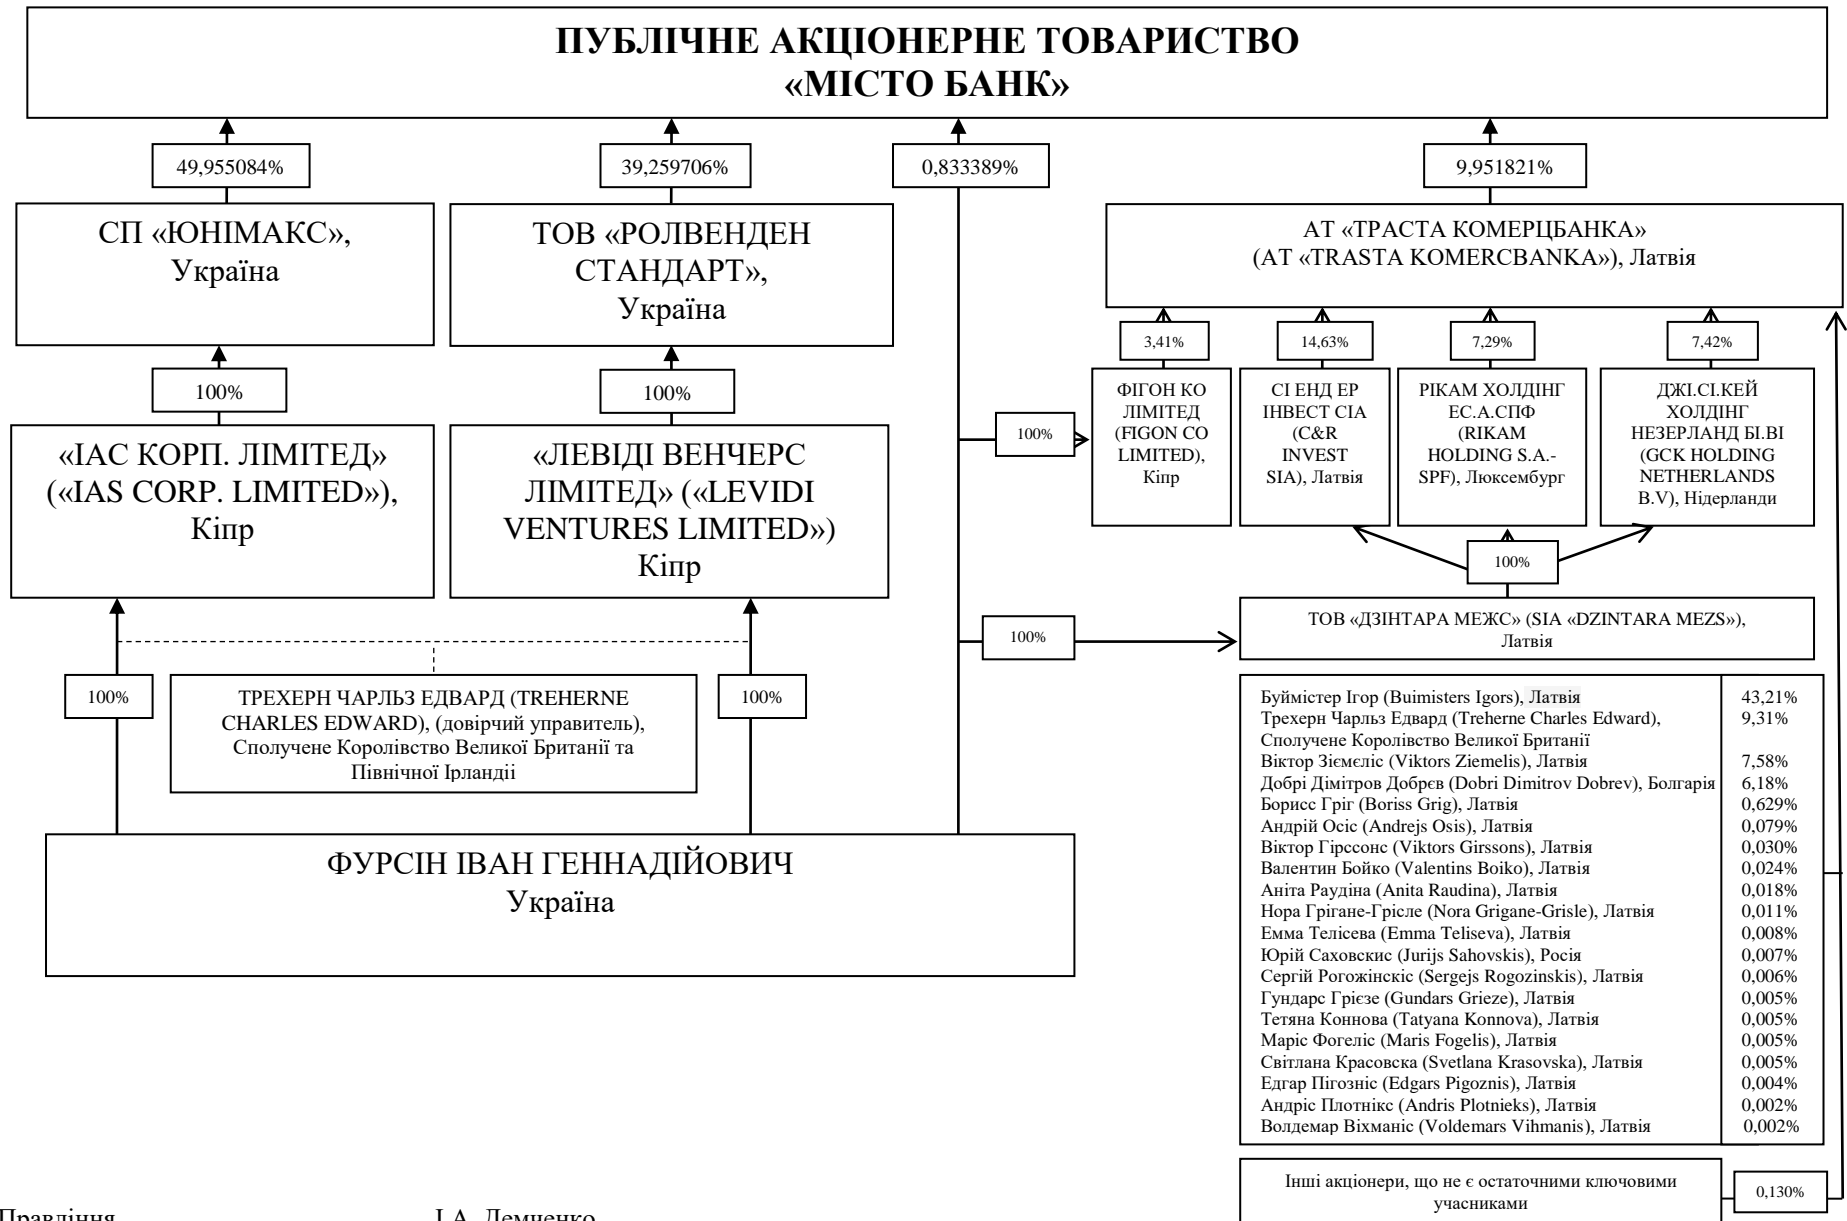 ПУБЛІЧНЕ АКЦІОНЕРНЕ ТОВАРИСТВО
«МІСТО БАНК»
49,955084%
39,259706%
0,833389%
9,951821%
СП «ЮНІМАКС»,
Україна
ТОВ «РОЛВЕНДЕН
СТАНДАРТ»,
Україна
АТ «ТРАСТА КОМЕРЦБАНКА»
(АТ «TRASTA KOMERCBANKA»), Латвія
3,41%
14,63%
7,29%
7,42%
100%
100%
ФІГОН КО
ЛІМІТЕД
(FIGON CO
LIMITED),
Кіпр
СІ ЕНД ЕР
ІНВЕСТ СІА
(C&R
INVEST
SIA), Латвія
РІКАМ ХОЛДІНГ
ЕС.А.СПФ
(RIKAM
HOLDING S.A.-
SPF), Люксембург
ДЖІ.СІ.КЕЙ
ХОЛДІНГ
НЕЗЕРЛАНД БІ.ВІ
(GCK HOLDING
NETHERLANDS
B.V), Нідерланди
100%
«ІАС КОРП. ЛІМІТЕД»
(«IAS CORP. LIMITED»),
Кіпр
«ЛЕВІДІ ВЕНЧЕРС
ЛІМІТЕД» («LEVIDI
VENTURES LIMITED»)
Кіпр
100%
100%
ТОВ «ДЗІНТАРА МЕЖС» (SIA «DZINTARA MEZS»),
Латвія
100%
ТРЕХЕРН ЧАРЛЬЗ ЕДВАРД (TREHERNE
CHARLES EDWARD), (довірчий управитель),
Сполучене Королівство Великої Британії та
Північної Ірландії
100%
Буймістер Ігор (Buimisters Igors), Латвія 43,21%
Трехерн Чарльз Едвард (Treherne Charles Edward), 9,31%
Сполучене Королівство Великої Британії
Віктор Зіємєліс (Viktors Ziemelis), Латвія 7,58%
Добрі Дімітров Добрєв (Dobri Dimitrov Dobrev), Болгарія 6,18%
Борисс Гріг (Boriss Grig), Латвія 0,629%
Андрій Осіс (Andrejs Osis), Латвія 0,079%
Віктор Гірссонс (Viktors Girssons), Латвія 0,030%
Валентин Бойко (Valentins Boiko), Латвія 0,024%
Аніта Раудіна (Anita Raudina), Латвія 0,018%
Нора Грігане-Грісле (Nora Grigane-Grisle), Латвія 0,011%
Емма Телісева (Emma Teliseva), Латвія 0,008%
Юрій Саховскис (Jurijs Sahovskis), Росія 0,007%
Сергій Рогожінскіс (Sergejs Rogozinskis), Латвія 0,006%
Гундарс Грієзе (Gundars Grieze), Латвія 0,005%
Тетяна Коннова (Tatyana Konnova), Латвія 0,005%
Маріс Фогеліс (Maris Fogelis), Латвія 0,005%
Світлана Красовска (Svetlana Krasovska), Латвія 0,005%
Едгар Пігозніс (Edgars Pigoznis), Латвія 0,004%
Андріс Плотнікс (Andris Plotnieks), Латвія 0,002%
Волдемар Віхманіс (Voldemars Vihmanis), Латвія 0,002%
ФУРСІН ІВАН ГЕННАДІЙОВИЧ
Україна
Інші акціонери, що не є остаточними ключовими
учасниками
0,130%
Правління І.А. Демченко